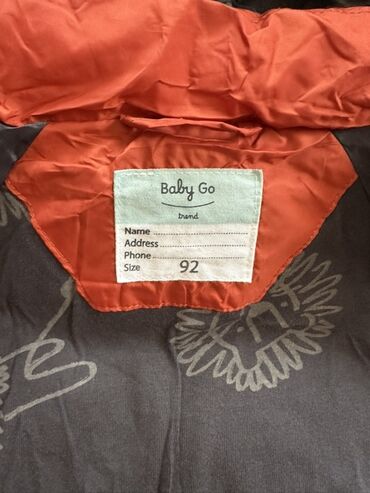 Baby Go
trend
Name
Address
Phone
Size 92